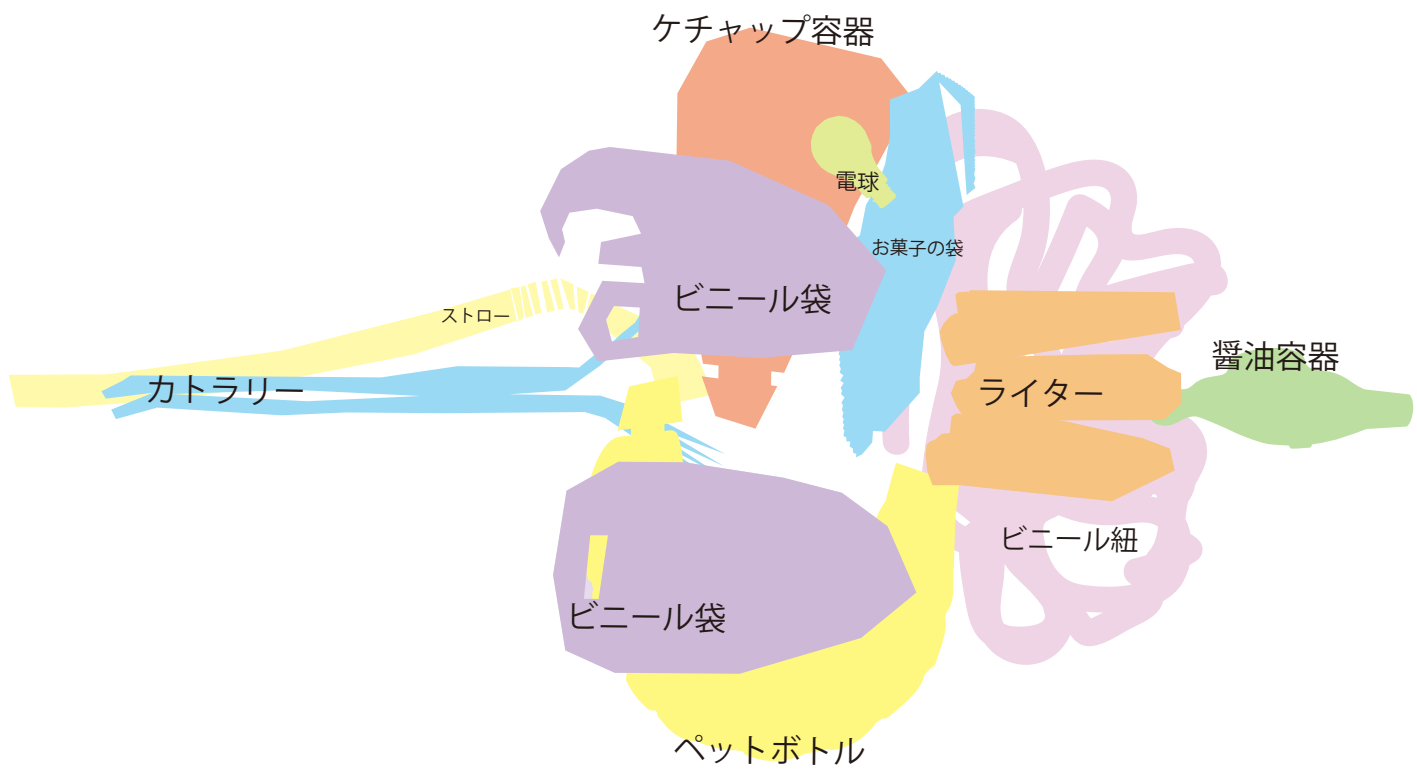 ケチャップ容器
電球
お菓子の袋
ビニール袋
ストロー
醤油容器
カトラリー
ライター
ビニール紐
ビニール袋
ペットボトル